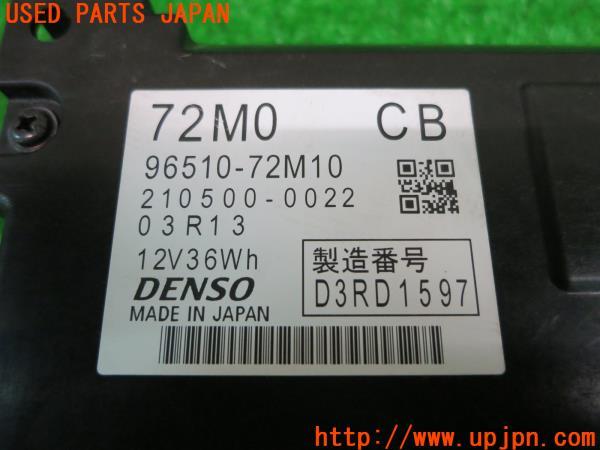 USED PARTS JAPAN
72M0 CB
96510-72M10
210500-0022
03R13
12V36Wh
製造番号
DENSO
D3RD1597
MADE IN JAPAN
UPJ www.upjpn.com